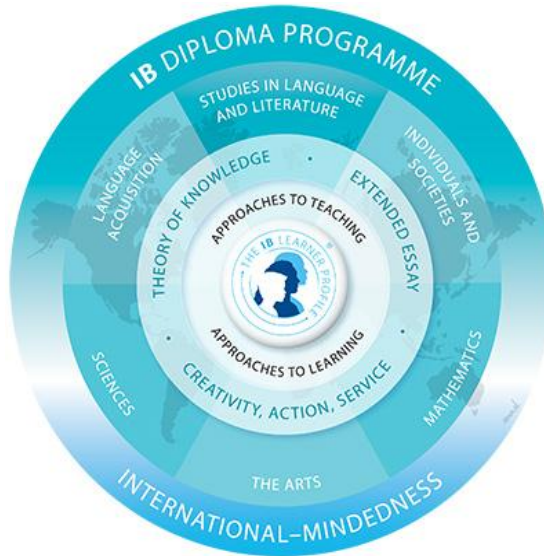 IB DIPLOMA PROGRAMME
STUDIES IN LANGUAGE
AND LITERATURE
LANGUAGE
ACQUISITION
INDIVIDUALS AND
SOCIETIES
THEORY OF KNOWLEDGE
EXTENDED ESSAY
APPROACHES TO TEACHING
THE IB LEARNER PROFILE
®
APPROACHES TO LEARNING
CREATIVITY, ACTION, SERVICE
SCIENCES
MATHEMATICS
THE ARTS
INTERNATIONAL–MINDEDNESS